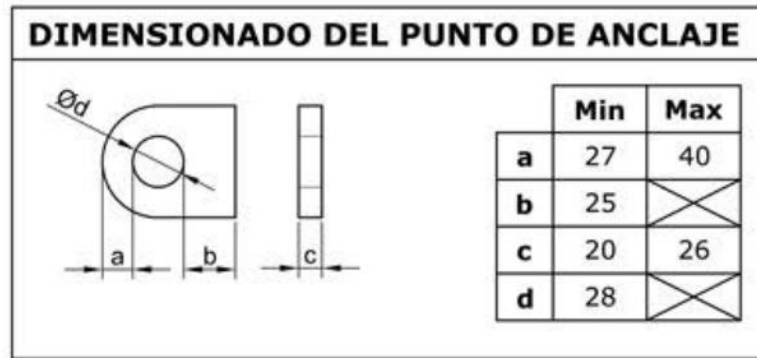 DIMENSIONADO DEL PUNTO DE ANCLAJE
Ød
a
b
c
Min Max
a 27 40
b 25
c 20 26
d 28